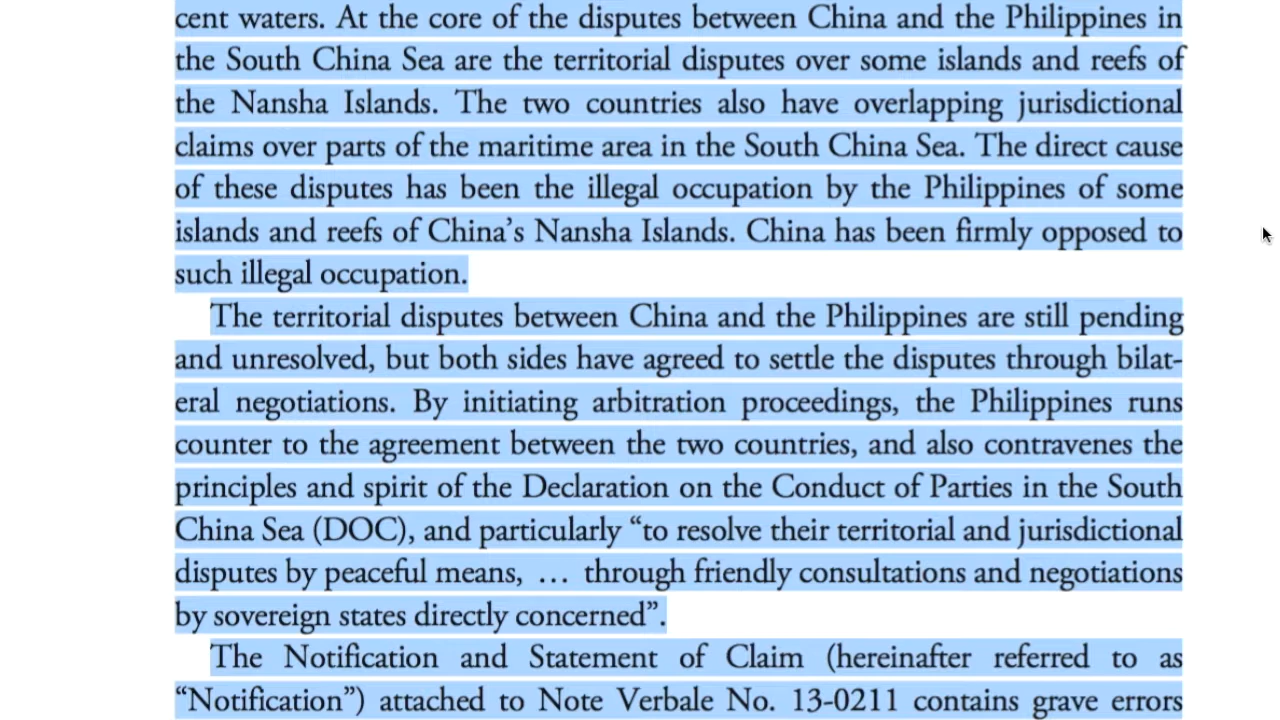 cent waters. At the core of the disputes between China and the Philippines in
the South China Sea are the territorial disputes over some islands and reefs of
the Nansha Islands. The two countries also have overlapping jurisdictional
claims over parts of the maritime area in the South China Sea. The direct cause
of these disputes has been the illegal occupation by the Philippines of some
islands and reefs of China’s Nansha Islands. China has been firmly opposed to
such illegal occupation.
The territorial disputes between China and the Philippines are still pending
and unresolved, but both sides have agreed to settle the disputes through bilat-
eral negotiations. By initiating arbitration proceedings, the Philippines runs
counter to the agreement between the two countries, and also contravenes the
principles and spirit of the Declaration on the Conduct of Parties in the South
China Sea (DOC), and particularly “to resolve their territorial and jurisdictional
disputes by peaceful means, … through friendly consultations and negotiations
by sovereign states directly concerned”.
The Notification and Statement of Claim (hereinafter referred to as
“Notification”) attached to Note Verbale No. 13-0211 contains grave errors